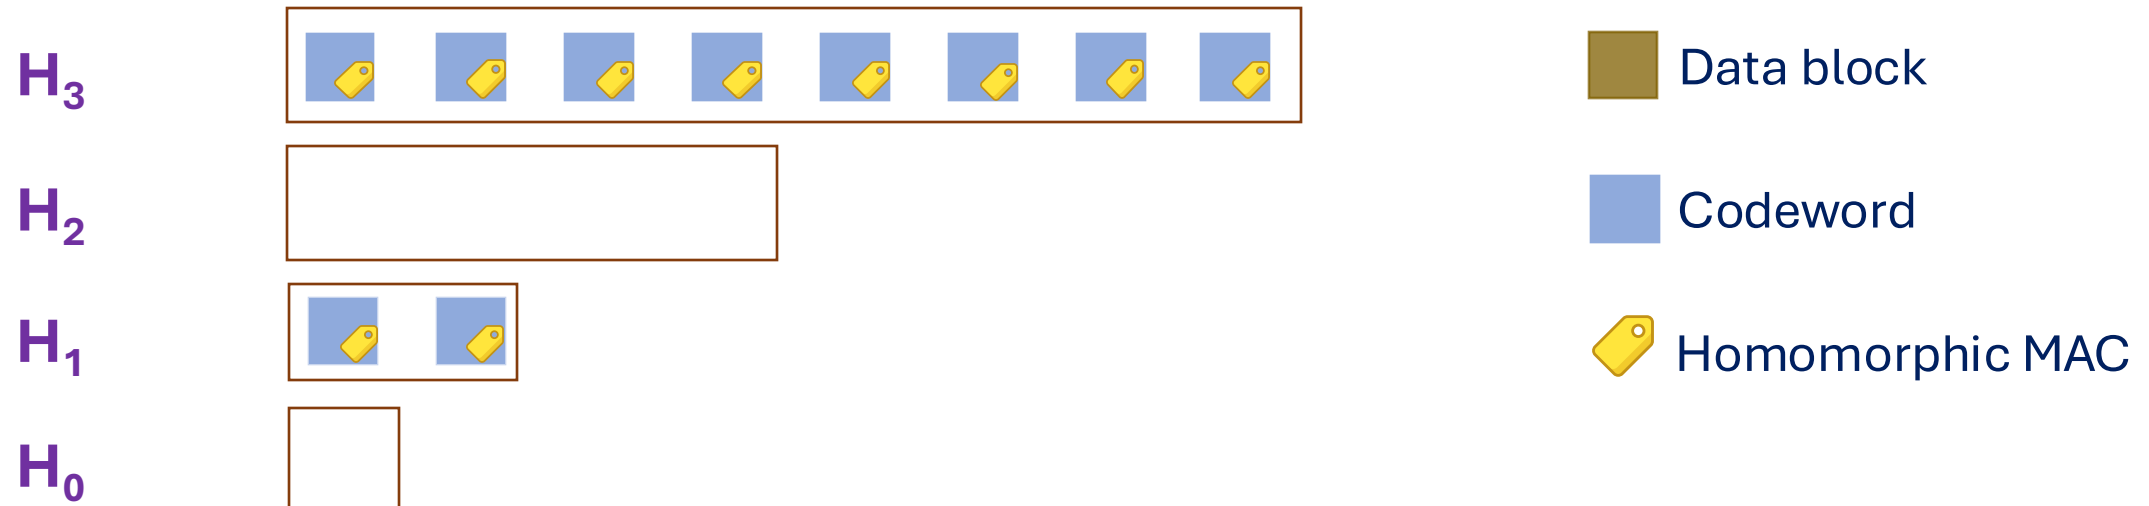 H₃
Data block
H₂
Codeword
H₁
Homomorphic MAC
H₀